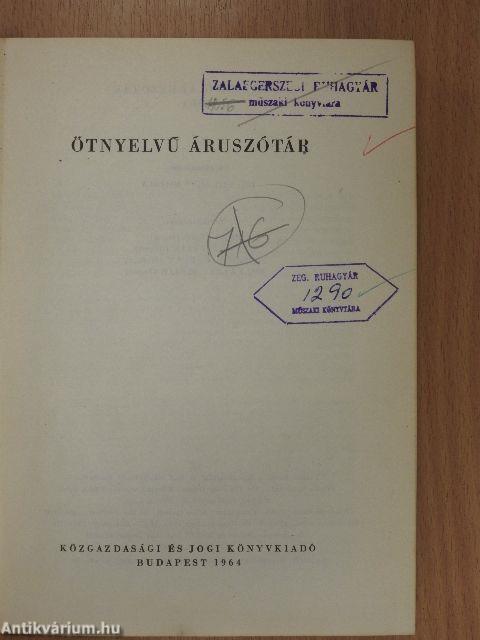 ZALAEGERSZEGI RUHAGYÁR
műszaki könyvtára
ÖTNYELVŰ ÁRUSZÓTÁR
ZEG. RUHAGYÁR
1290
MŰSZAKI KÖNYVTÁRA
KÖZGAZDASÁGI ÉS JOGI KÖNYVKIADÓ
BUDAPEST 1964
Antikvárium.hu